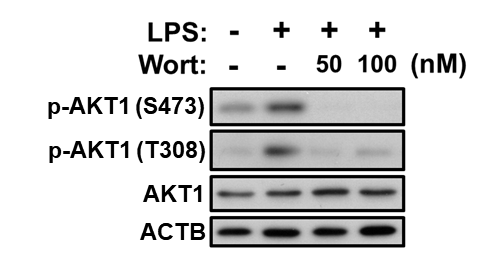 LPS: - + + +
Wort: - - 50 100 (nM)
p-AKT1 (S473)
p-AKT1 (T308)
AKT1
ACTB